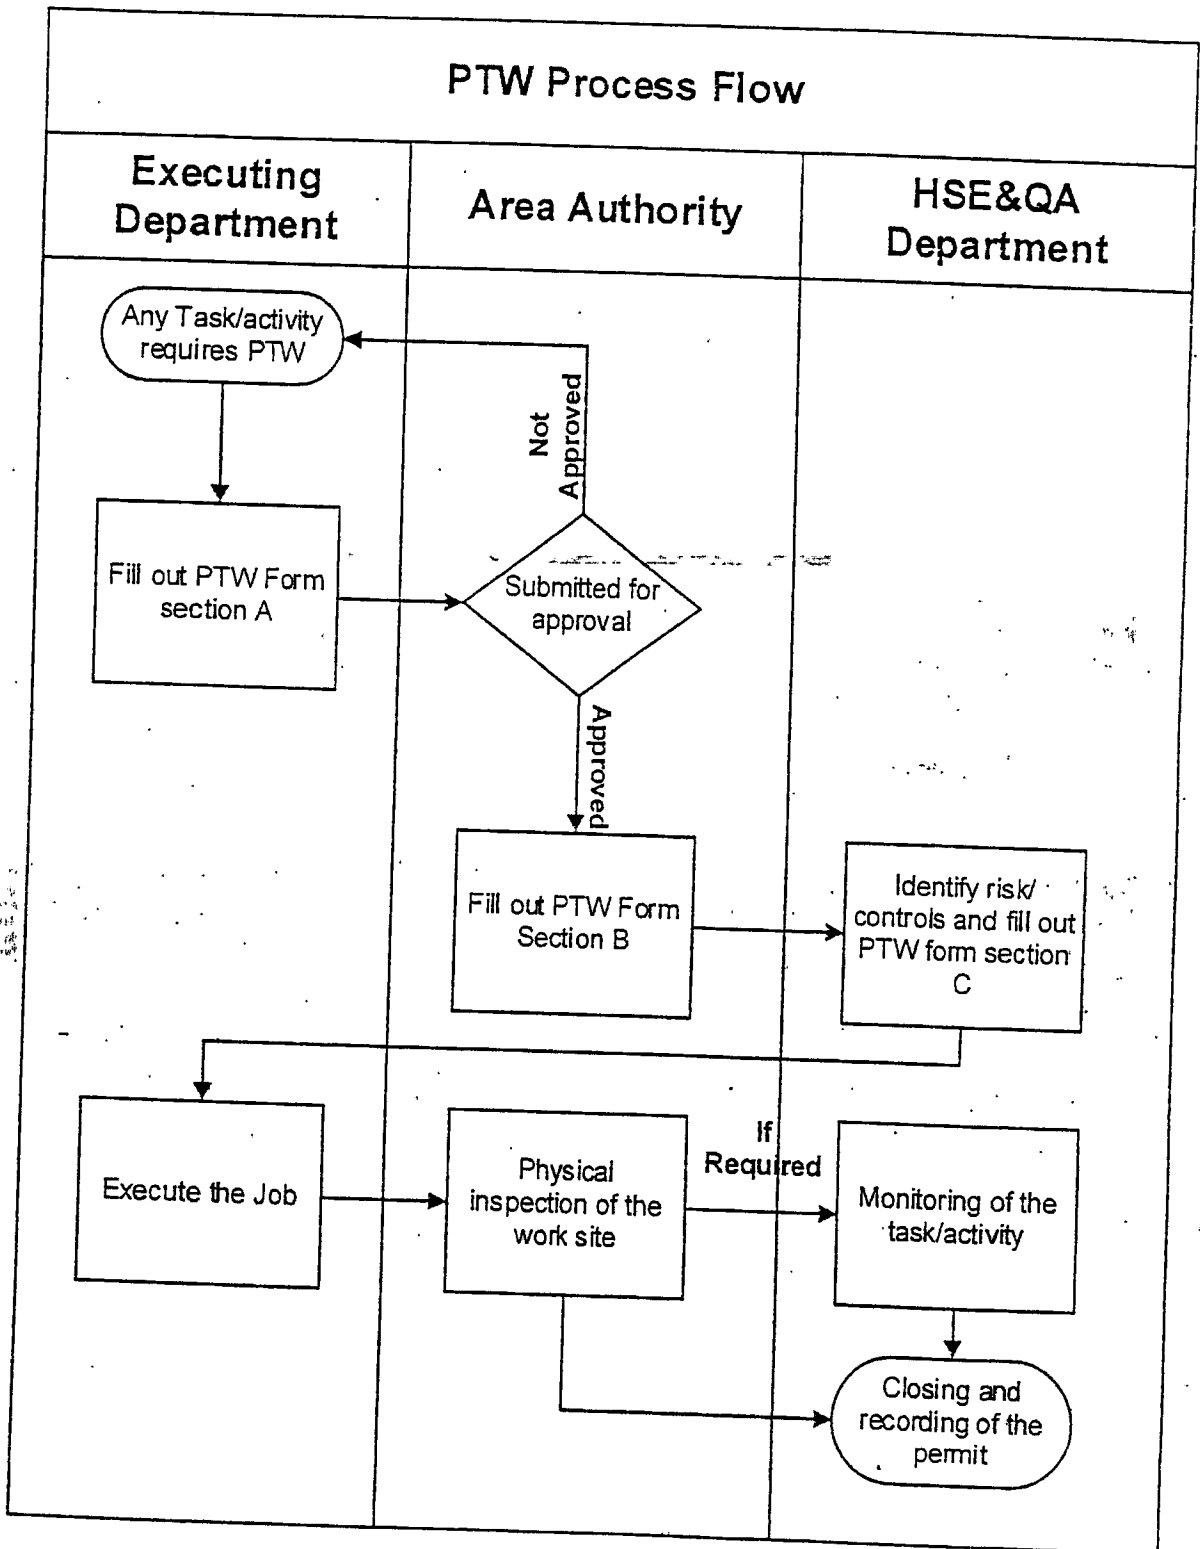 PTW Process Flow
Executing
Department
Area Authority
HSE&QA
Department
Any Task/activity
requires PTW
Not
Approved
Fill out PTW Form
section A
Submitted for
approval
Approved
Fill out PTW Form
Section B
Identify risk/
controls and fill out
PTW form section
C
Execute the Job
Physical
inspection of the
work site
If
Required
Monitoring of the
task/activity
Closing and
recording of the
permit